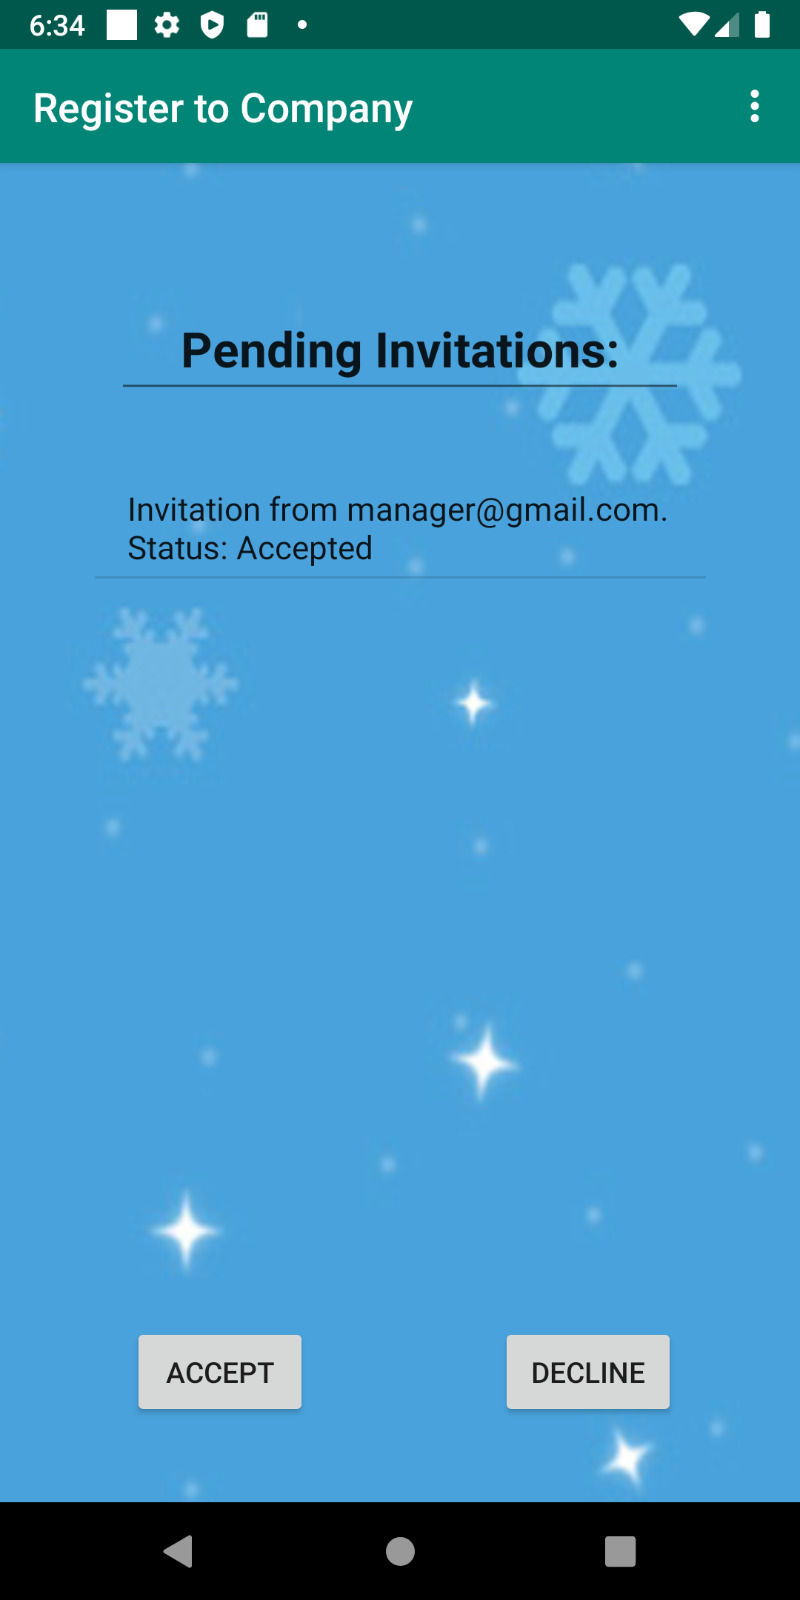 6:34
Register to Company
Pending Invitations:
Invitation from manager@gmail.com.
Status: Accepted
ACCEPT
DECLINE